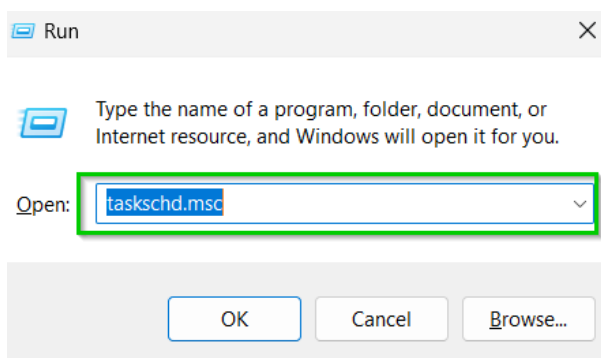 Run
Type the name of a program, folder, document, or
Internet resource, and Windows will open it for you.
Open: taskschd.msc
OK Cancel Browse...